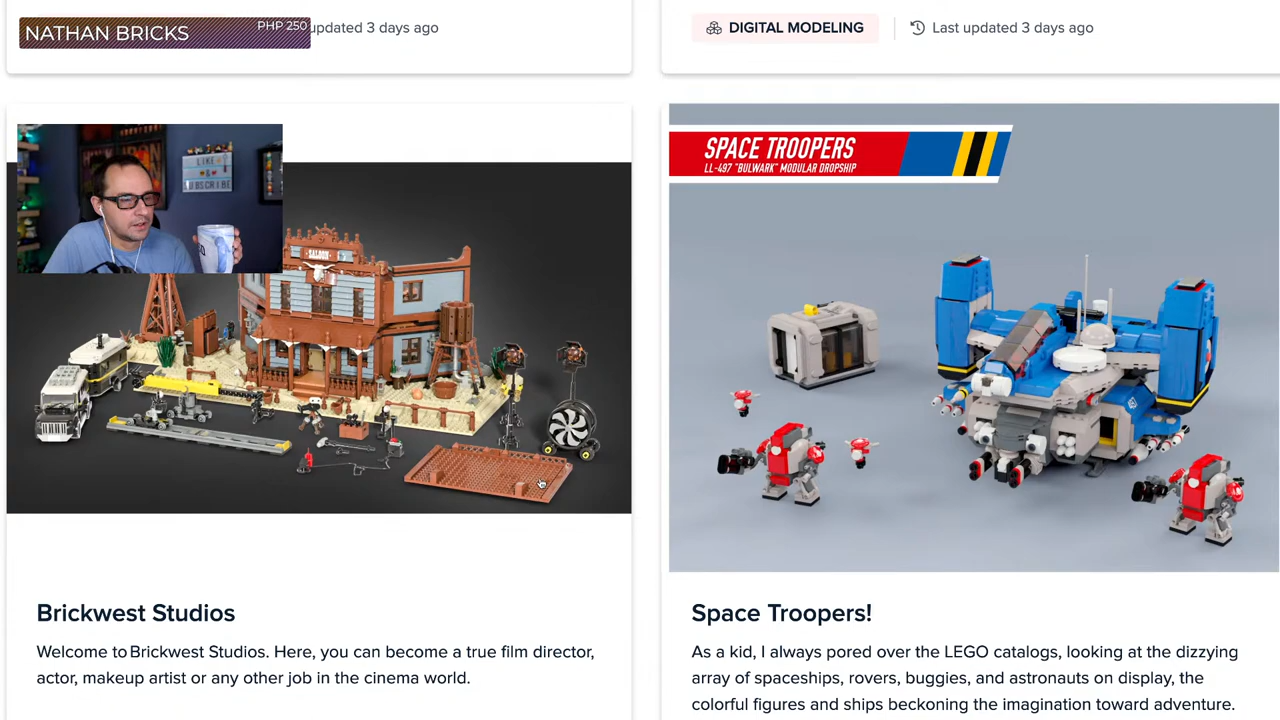 NATHAN BRICKS
PHP 250
updated 3 days ago
DIGITAL MODELING
Last updated 3 days ago
LIKE
&
SUBSCRIBE
SALOON
SPACE TROOPERS
LL-497 "BULWARK" MODULAR DROPSHIP
Brickwest Studios
Welcome to Brickwest Studios. Here, you can become a true film director,
actor, makeup artist or any other job in the cinema world.
Space Troopers!
As a kid, I always pored over the LEGO catalogs, looking at the dizzying
array of spaceships, rovers, buggies, and astronauts on display, the
colorful figures and ships beckoning the imagination toward adventure.